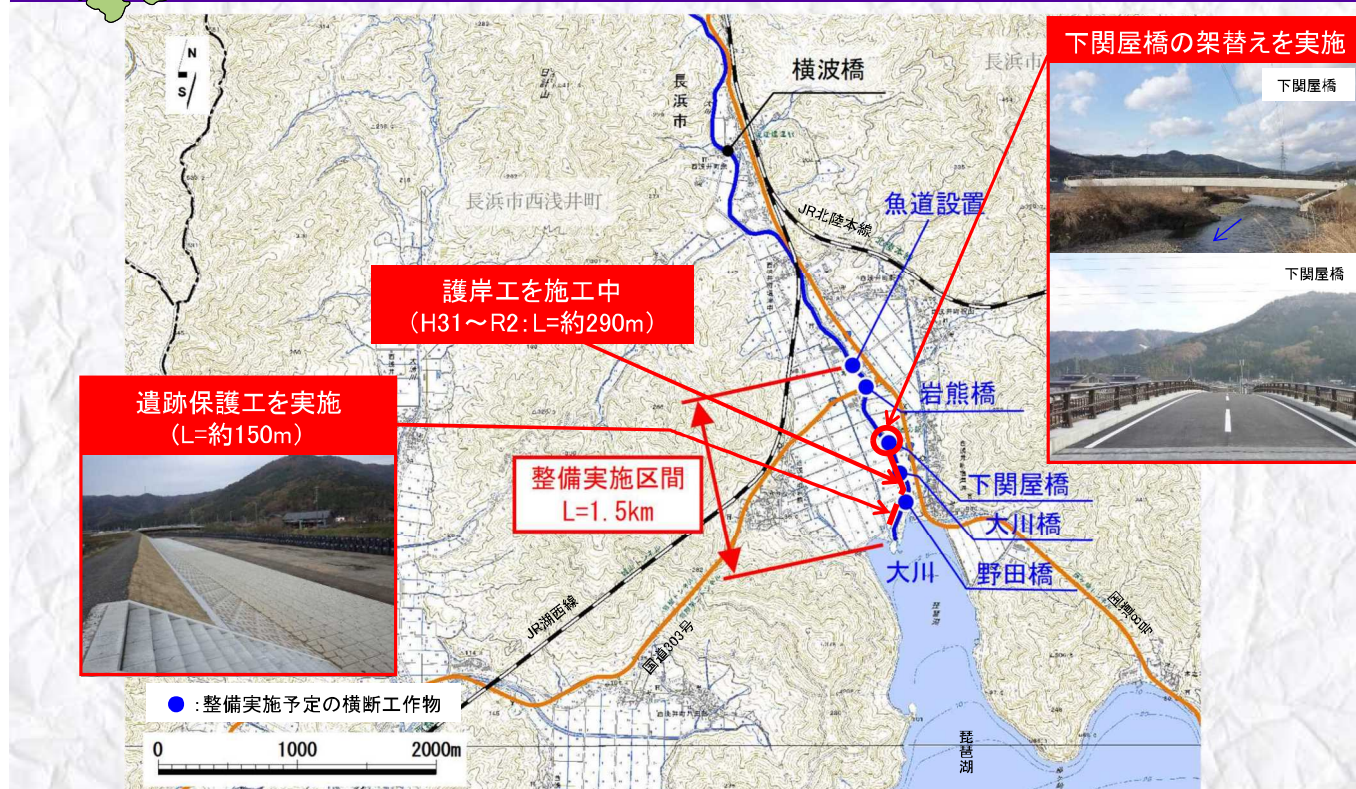 下関屋橋の架替えを実施
下関屋橋
下関屋橋
N
S
横波橋
長浜市
長浜市
長浜市西浅井町
JR北陸本線
魚道設置
護岸工を施工中
(H31～R2:L=約290m)
岩熊橋
遺跡保護工を実施
(L=約150m)
整備実施区間
L=1.5km
下関屋橋
大川橋
大川
野田橋
JR湖西線
国道303号
国道8号
琵琶湖
琵琶湖
●:整備実施予定の横断工作物
0 1000 2000m